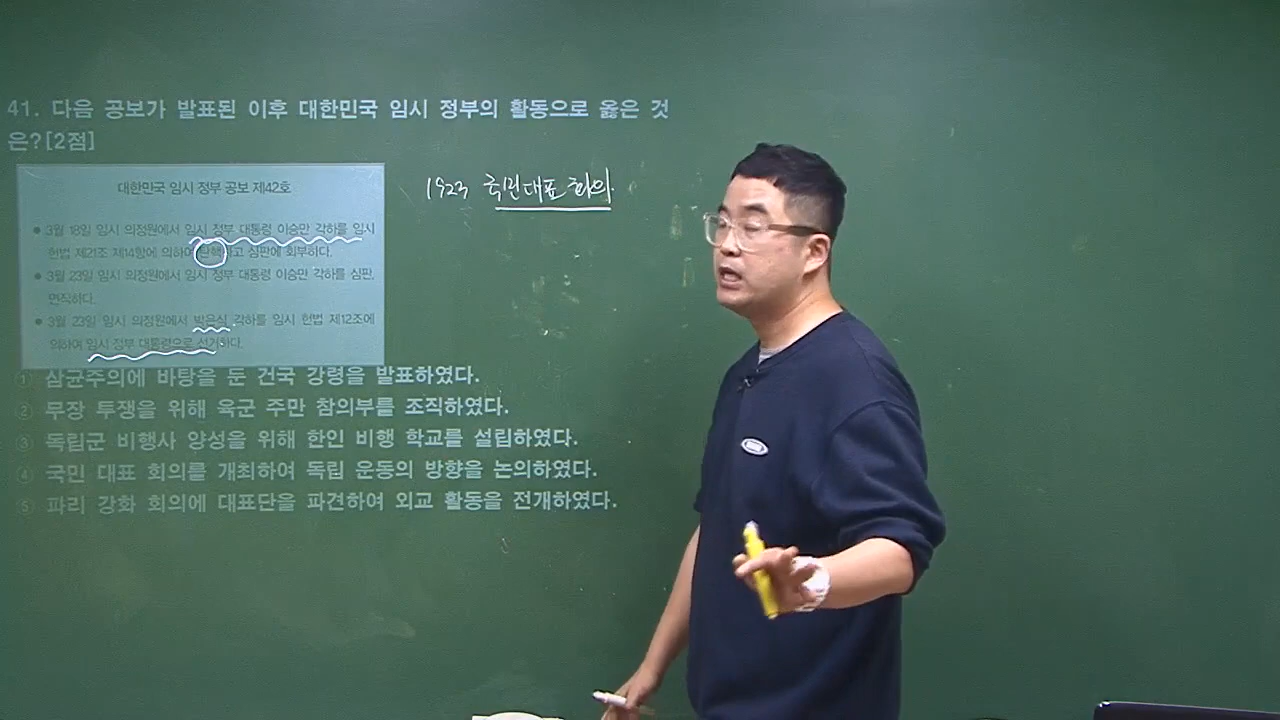 41. 다음 공보가 발표된 이후 대한민국 임시 정부의 활동으로 옳은 것
은?[2점]
1923 국민대표 회의
대한민국 임시 정부 공보 제42호
● 3월 18일 임시 의정원에서 임시 정부 대통령 이승만 각하를 임시
헌법 제21조 제14항에 의하여 탄핵하고 심판에 회부하다.
● 3월 23일 임시 의정원에서 임시 정부 대통령 이승만 각하를 심판,
면직하다.
● 3월 23일 임시 의정원에서 박은식 각하를 임시 헌법 제12조에
의하여 임시 정부 대통령으로 선거하다.
① 삼균주의에 바탕을 둔 건국 강령을 발표하였다.
② 무장 투쟁을 위해 육군 주만 참의부를 조직하였다.
③ 독립군 비행사 양성을 위해 한인 비행 학교를 설립하였다.
④ 국민 대표 회의를 개최하여 독립 운동의 방향을 논의하였다.
⑤ 파리 강화 회의에 대표단을 파견하여 외교 활동을 전개하였다.